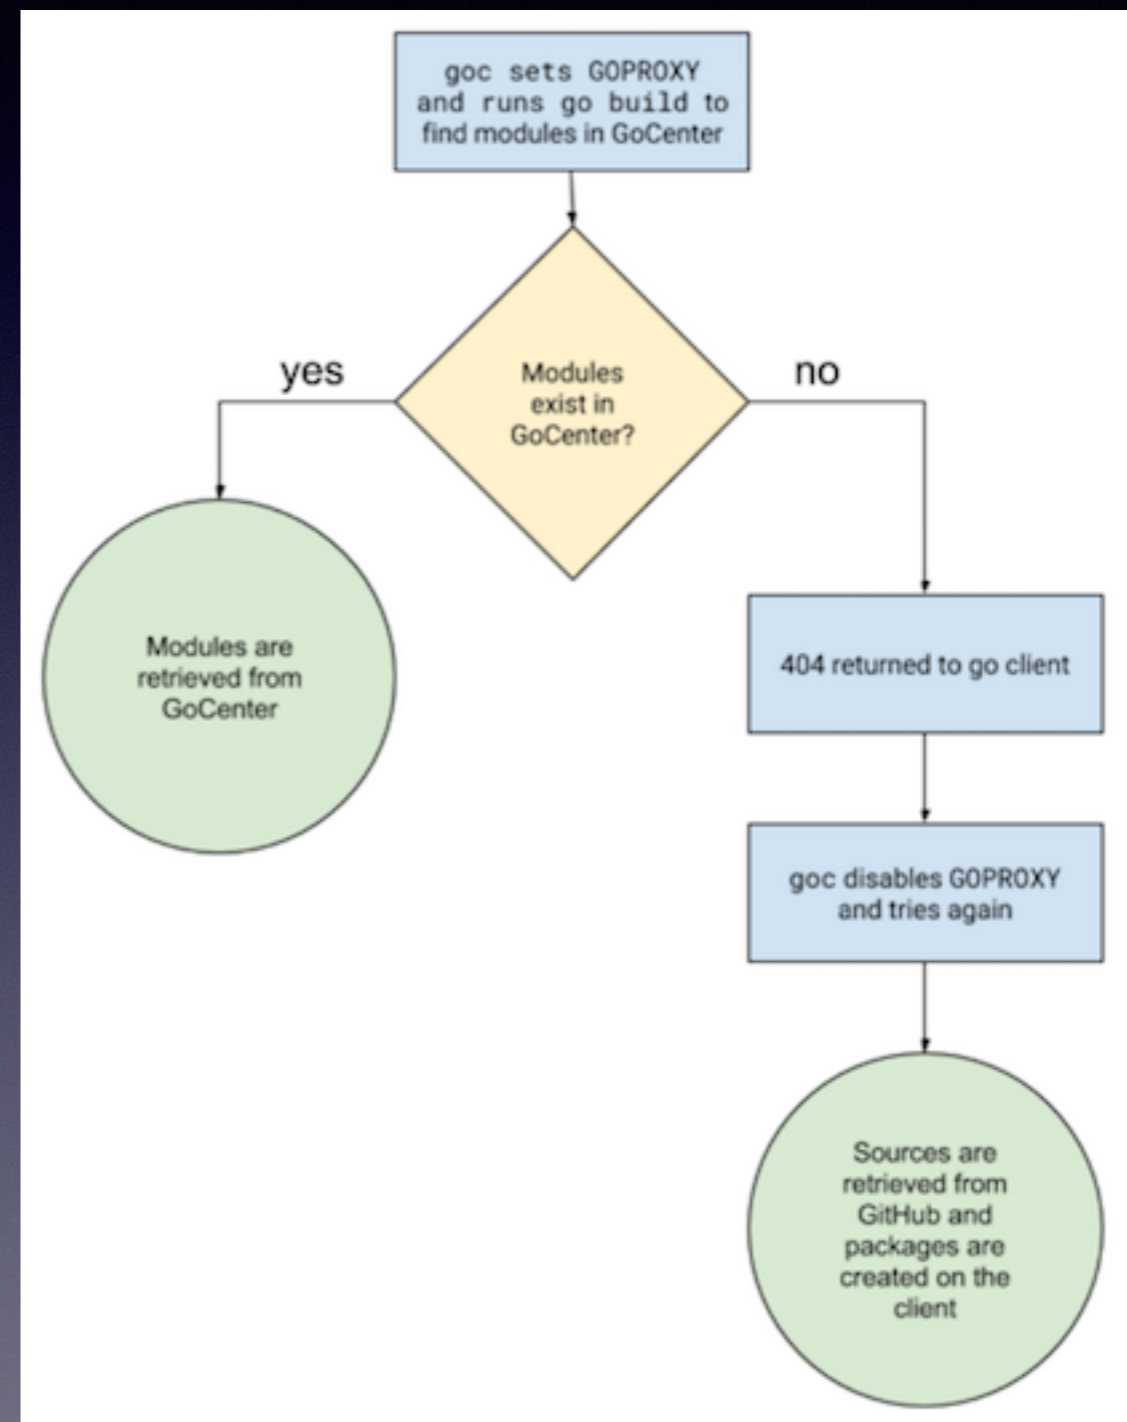 goc sets GOPROXY
and runs go build to
find modules in GoCenter
yes
Modules
exist in
GoCenter?
no
Modules are
retrieved from
GoCenter
404 returned to go client
goc disables GOPROXY
and tries again
Sources are
retrieved from
GitHub and
packages are
created on the
client